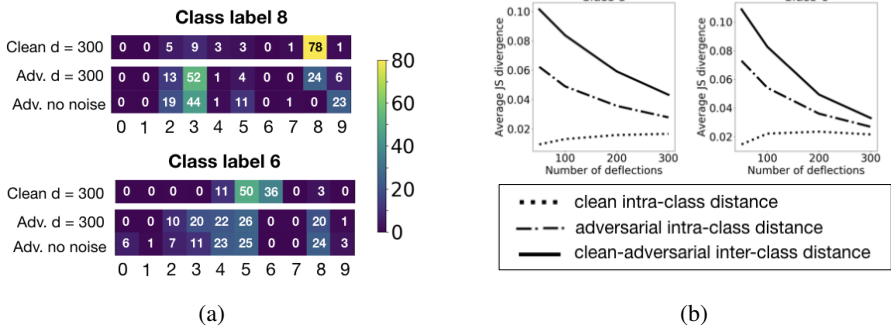 Class label 8
Clean d = 300 0 0 5 9 3 3 0 1 78 1
Adv. d = 300 0 0 13 52 1 4 0 0 24 6
Adv. no noise 0 0 19 44 1 11 0 1 0 23
0 1 2 3 4 5 6 7 8 9
Class label 6
Clean d = 300 0 0 0 0 11 50 36 0 3 0
Adv. d = 300 0 0 10 20 22 26 0 0 20 1
Adv. no noise 6 1 7 11 23 25 0 0 24 3
0 1 2 3 4 5 6 7 8 9
80
60
40
20
0
(a)
Average JS divergence
0.10
0.08
0.06
0.04
0.02
100 200 300
Number of deflections
Average JS divergence
0.10
0.08
0.06
0.04
0.02
100 200 300
Number of deflections
clean intra-class distance
adversarial intra-class distance
clean-adversarial inter-class distance
(b)